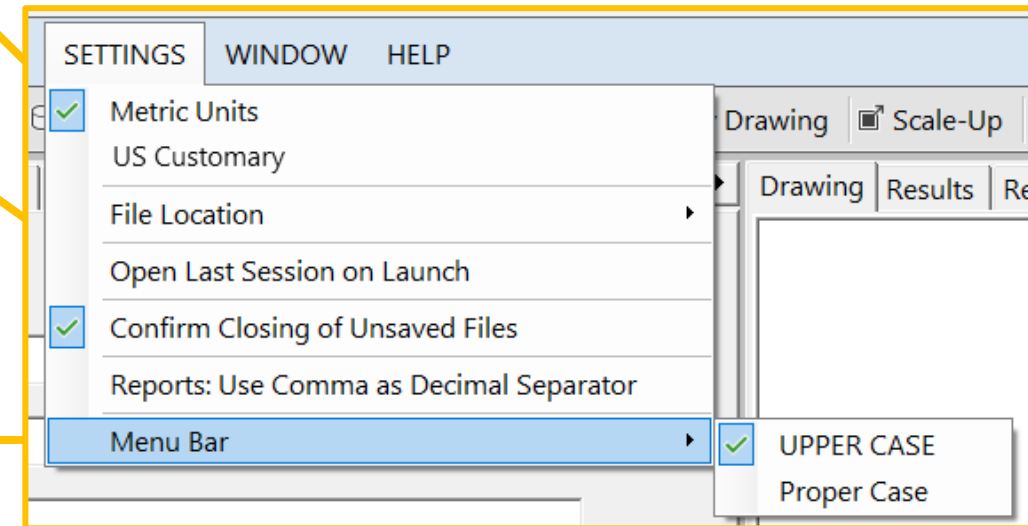 SETTINGS WINDOW HELP
Metric Units
US Customary
File Location
Open Last Session on Launch
Confirm Closing of Unsaved Files
Reports: Use Comma as Decimal Separator
Menu Bar
UPPER CASE
Proper Case
Drawing Scale-Up
Drawing Results Re